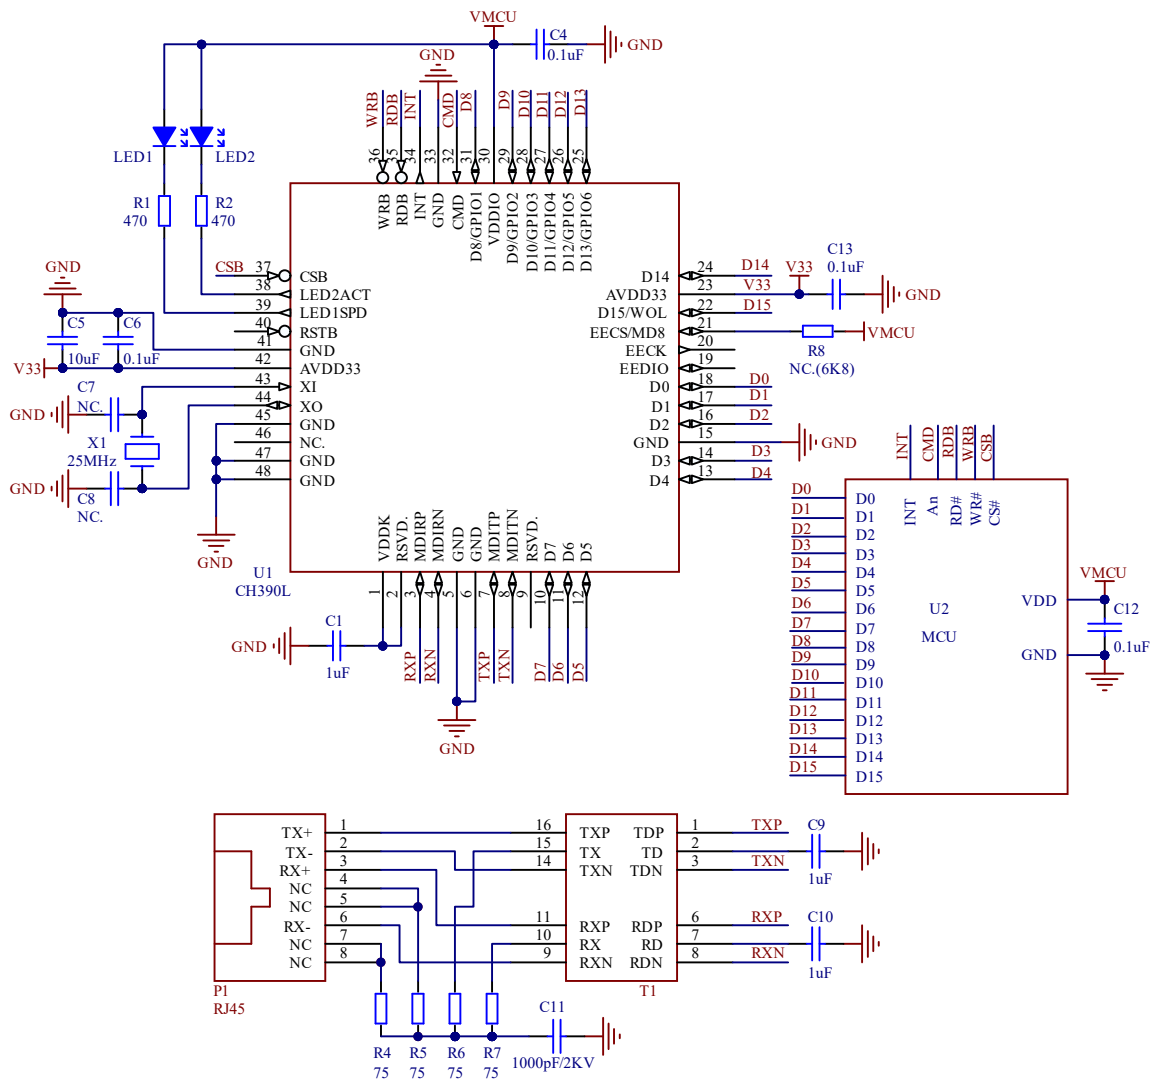 VMCU
C4
0.1uF
GND
GND
WRB
RDB
INT
CMD
D8
D9
D10
D11
D12
D13
36
35
34
33
32
31
30
29
28
27
26
25
WRB
RDB
INT
GND
CMD
D8/GPIO1
VDDIO
D9/GPIO2
D10/GPIO3
D11/GPIO4
D12/GPIO5
D13/GPIO6
LED1
LED2
R1
470
R2
470
GND
C5
10uF
C6
0.1uF
V33
C7
NC.
GND
X1
25MHz
GND
C8
NC.
GND
CSB 37 CSB
38 LED2ACT
39 LED1SPD
40 RSTB
41 GND
42 AVDD33
43 XI
44 XO
45 GND
46 NC.
47 GND
48 GND
D14 24 D14
AVDD33 23 V33
D15/WOL 22 D15
EECS/MD8 21
EECK 20
EEDIO 19
D0 18 D0
D1 17 D1
D2 16 D2
GND 15 GND
D3 14 D3
D4 13 D4
V33
C13
0.1uF
GND
R8
NC.(6K8)
VMCU
VDDK
RSVD.
MDIRP
MDIRN
GND
GND
MDITP
MDITN
RSVD.
D7
D6
D5
1
2
3
4
5
6
7
8
9
10
11
12
U1
CH390L
GND
C1
1uF
RXP
RXN
TXP
TXN
D7
D6
D5
GND
INT
CMD
RDB
WRB
CSB
INT
An
RD#
WR#
CS#
D0 D0
D1 D1
D2 D2
D3 D3
D4 D4
D5 D5
D6 D6
D7 D7
D8 D8
D9 D9
D10 D10
D11 D11
D12 D12
D13 D13
D14 D14
D15 D15
U2
MCU
VDD
GND
VMCU
C12
0.1uF
TX+ 1
TX- 2
RX+ 3
NC 4
NC 5
RX- 6
NC 7
NC 8
P1
RJ45
16 TXP
15 TX
14 TXN
11 RXP
10 RX
9 RXN
TDP 1 TXP
TD 2
TDN 3 TXN
RDP 6 RXP
RD 7
RDN 8 RXN
T1
C9
1uF
C10
1uF
R4
75
R5
75
R6
75
R7
75
C11
1000pF/2KV